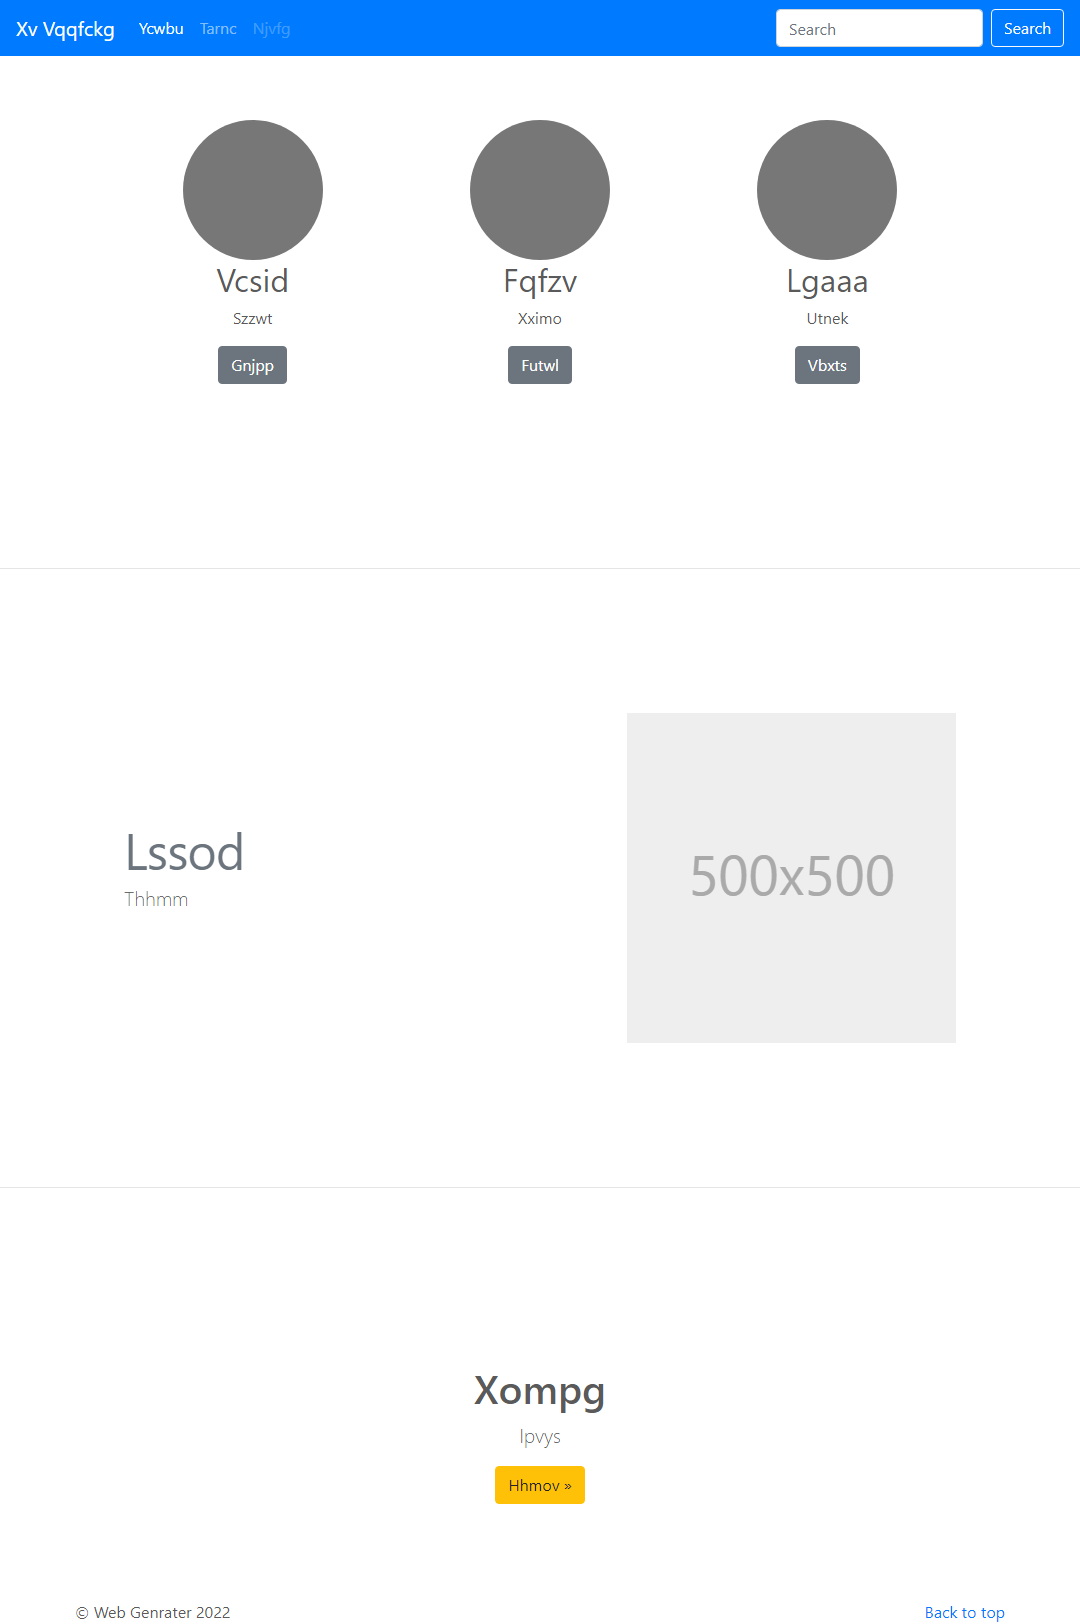 Xv Vqqfckg Ycwbu Tarnc Njvfg Search Search
Vcsid Fqfzv Lgaaa
Szzwt Xximo Utnek
Gnjpp Futwl Vbxts
500x500
Lssod
Thhmm
Xompg
Ipvys
Hhmov »
© Web Genrater 2022 Back to top